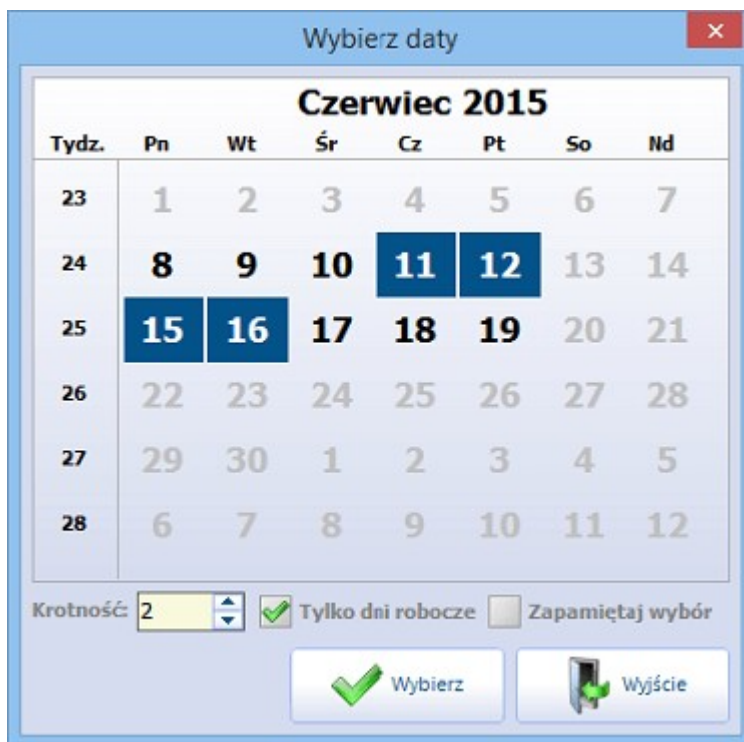 Wybierz daty
Czerwiec 2015
Tydz. Pn Wt Śr Cz Pt So Nd
23 1 2 3 4 5 6 7
24 8 9 10 11 12 13 14
25 15 16 17 18 19 20 21
26 22 23 24 25 26 27 28
27 29 30 1 2 3 4 5
28 6 7 8 9 10 11 12
Krotność: 2 Tylko dni robocze Zapamiętaj wybór
Wybierz Wyjście